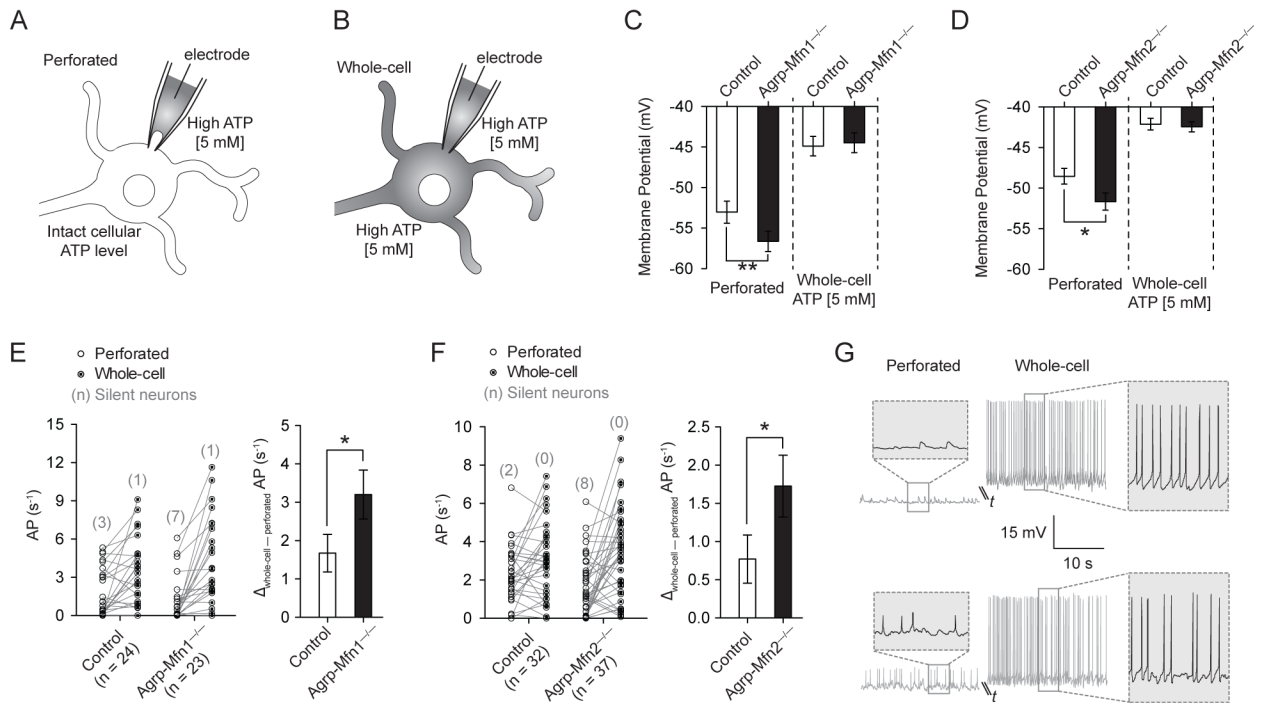 A
Perforated
electrode
High ATP
[5 mM]
Intact cellular
ATP level
B
Whole-cell
electrode
High ATP
[5 mM]
High ATP
[5 mM]
C
Control
Agrp-Mfn1⁻/⁻
Control
Agrp-Mfn1⁻/⁻
Membrane Potential (mV)
-40
-45
-50
-55
-60
**
Perforated
Whole-cell
ATP [5 mM]
D
Control
Agrp-Mfn2⁻/⁻
Control
Agrp-Mfn2⁻/⁻
Membrane Potential (mV)
-40
-45
-50
-55
-60
*
Perforated
Whole-cell
ATP [5 mM]
E
Perforated
Whole-cell
(n) Silent neurons
AP (s⁻¹)
15
12
9
6
3
0
(3)
(1)
(7)
(1)
Control
(n = 24)
Agrp-Mfn1⁻/⁻
(n = 23)
Δwhole-cell — perforated AP (s⁻¹)
5
4
3
2
1
0
*
Control
Agrp-Mfn1⁻/⁻
F
Perforated
Whole-cell
(n) Silent neurons
AP (s⁻¹)
10
8
6
4
2
0
(2)
(0)
(8)
(0)
Control
(n = 32)
Agrp-Mfn2⁻/⁻
(n = 37)
Δwhole-cell — perforated AP (s⁻¹)
2.5
2.0
1.5
1.0
0.5
0.0
*
Control
Agrp-Mfn2⁻/⁻
G
Perforated
Whole-cell
t
15 mV
10 s
t